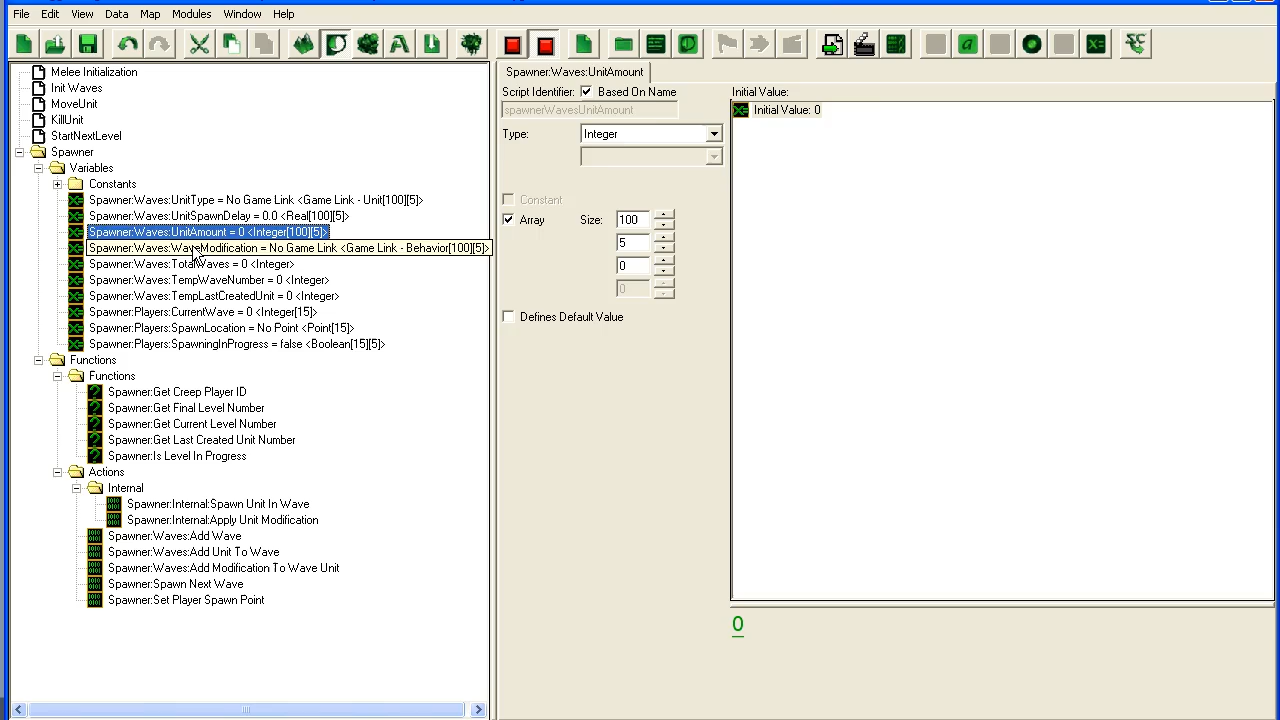 File Edit View Data Map Modules Window Help
Melee Initialization
Init Waves
MoveUnit
KillUnit
StartNextLevel
Spawner
Variables
Constants
Spawner:Waves:UnitType = No Game Link <Game Link - Unit[100][5]>
Spawner:Waves:UnitSpawnDelay = 0.0 <Real[100][5]>
Spawner:Waves:UnitAmount = 0 <Integer[100][5]>
Spawner:Waves:WaveModification = No Game Link <Game Link - Behavior[100][5]>
Spawner:Waves:TotalWaves = 0 <Integer>
Spawner:Waves:TempWaveNumber = 0 <Integer>
Spawner:Waves:TempLastCreatedUnit = 0 <Integer>
Spawner:Players:CurrentWave = 0 <Integer[15]>
Spawner:Players:SpawnLocation = No Point <Point[15]>
Spawner:Players:SpawningInProgress = false <Boolean[15][5]>
Functions
Functions
Spawner:Get Creep Player ID
Spawner:Get Final Level Number
Spawner:Get Current Level Number
Spawner:Get Last Created Unit Number
Spawner:Is Level In Progress
Actions
Internal
Spawner:Internal:Spawn Unit In Wave
Spawner:Internal:Apply Unit Modification
Spawner:Waves:Add Wave
Spawner:Waves:Add Unit To Wave
Spawner:Waves:Add Modification To Wave Unit
Spawner:Spawn Next Wave
Spawner:Set Player Spawn Point
Spawner:Waves:UnitAmount
Script Identifier: Based On Name
spawnerWavesUnitAmount
Type: Integer
Constant
Array Size: 100
5
0
0
Defines Default Value
Initial Value:
Initial Value: 0
0